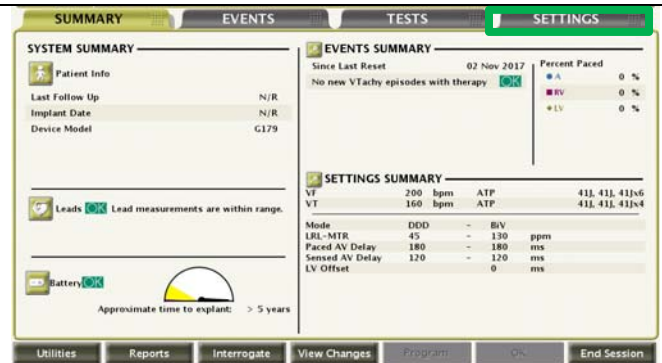 SUMMARY EVENTS TESTS SETTINGS
SYSTEM SUMMARY
Patient Info
Last Follow Up N/R
Implant Date N/R
Device Model G179
Leads OK Lead measurements are within range.
Battery OK
Approximate time to explant: > 5 years
EVENTS SUMMARY
Since Last Reset 02 Nov 2017
No new VTachy episodes with therapy OK
Percent Paced
A 0 %
RV 0 %
LV 0 %
SETTINGS SUMMARY
VF 200 bpm ATP 41J, 41J, 41Jx6
VT 160 bpm ATP 41J, 41J, 41Jx4
Mode DDD - BiV
LRL-MTR 45 - 130 ppm
Paced AV Delay 180 - 180 ms
Sensed AV Delay 120 - 120 ms
LV Offset 0 ms
Utilities Reports Interrogate View Changes Program OK End Session